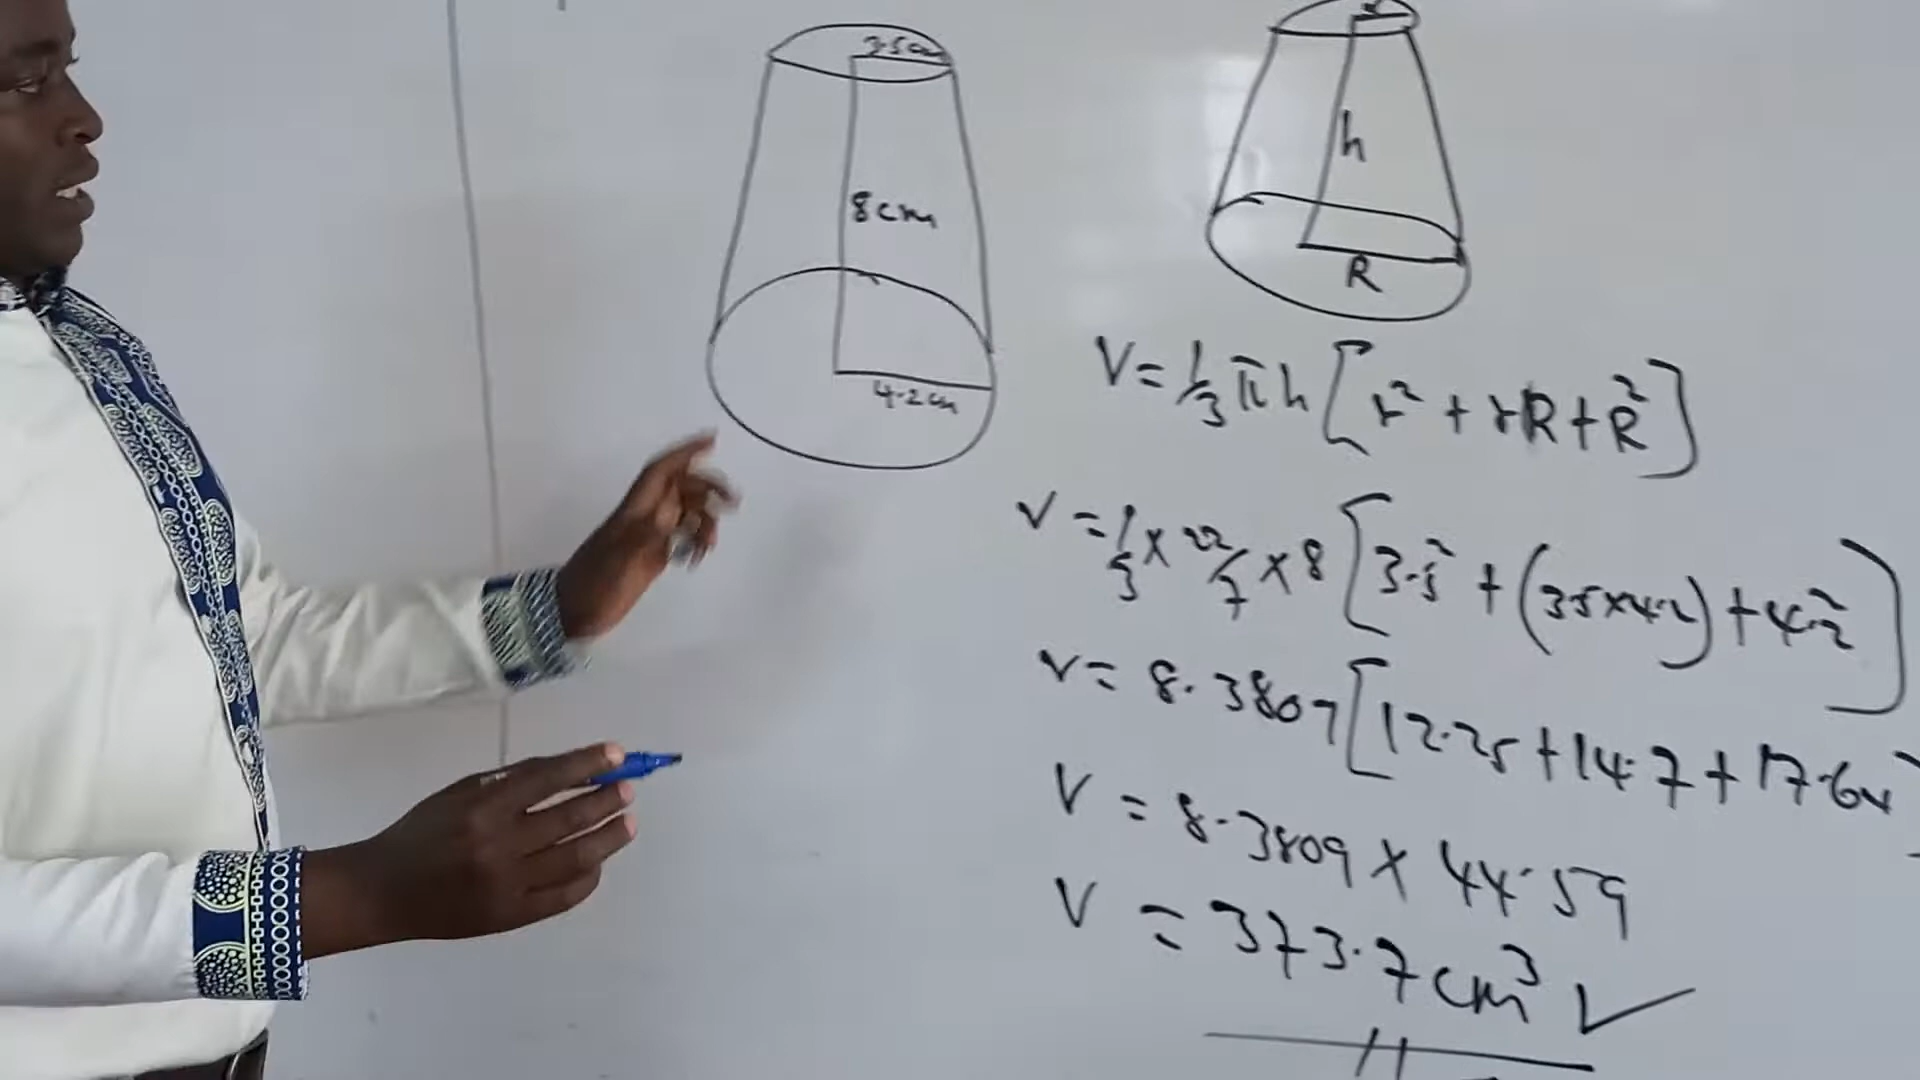 3.5cm
8cm
4.2cm
h
R
V = 1/3 πh [r² + rR + R²]
V = 1/3 × 22/7 × 8 [3.5² + (3.5×4.2) + 4.2²]
V = 8.3809 [12.25 + 14.7 + 17.64]
V = 8.3809 × 44.59
V = 373.7cm³ ✓